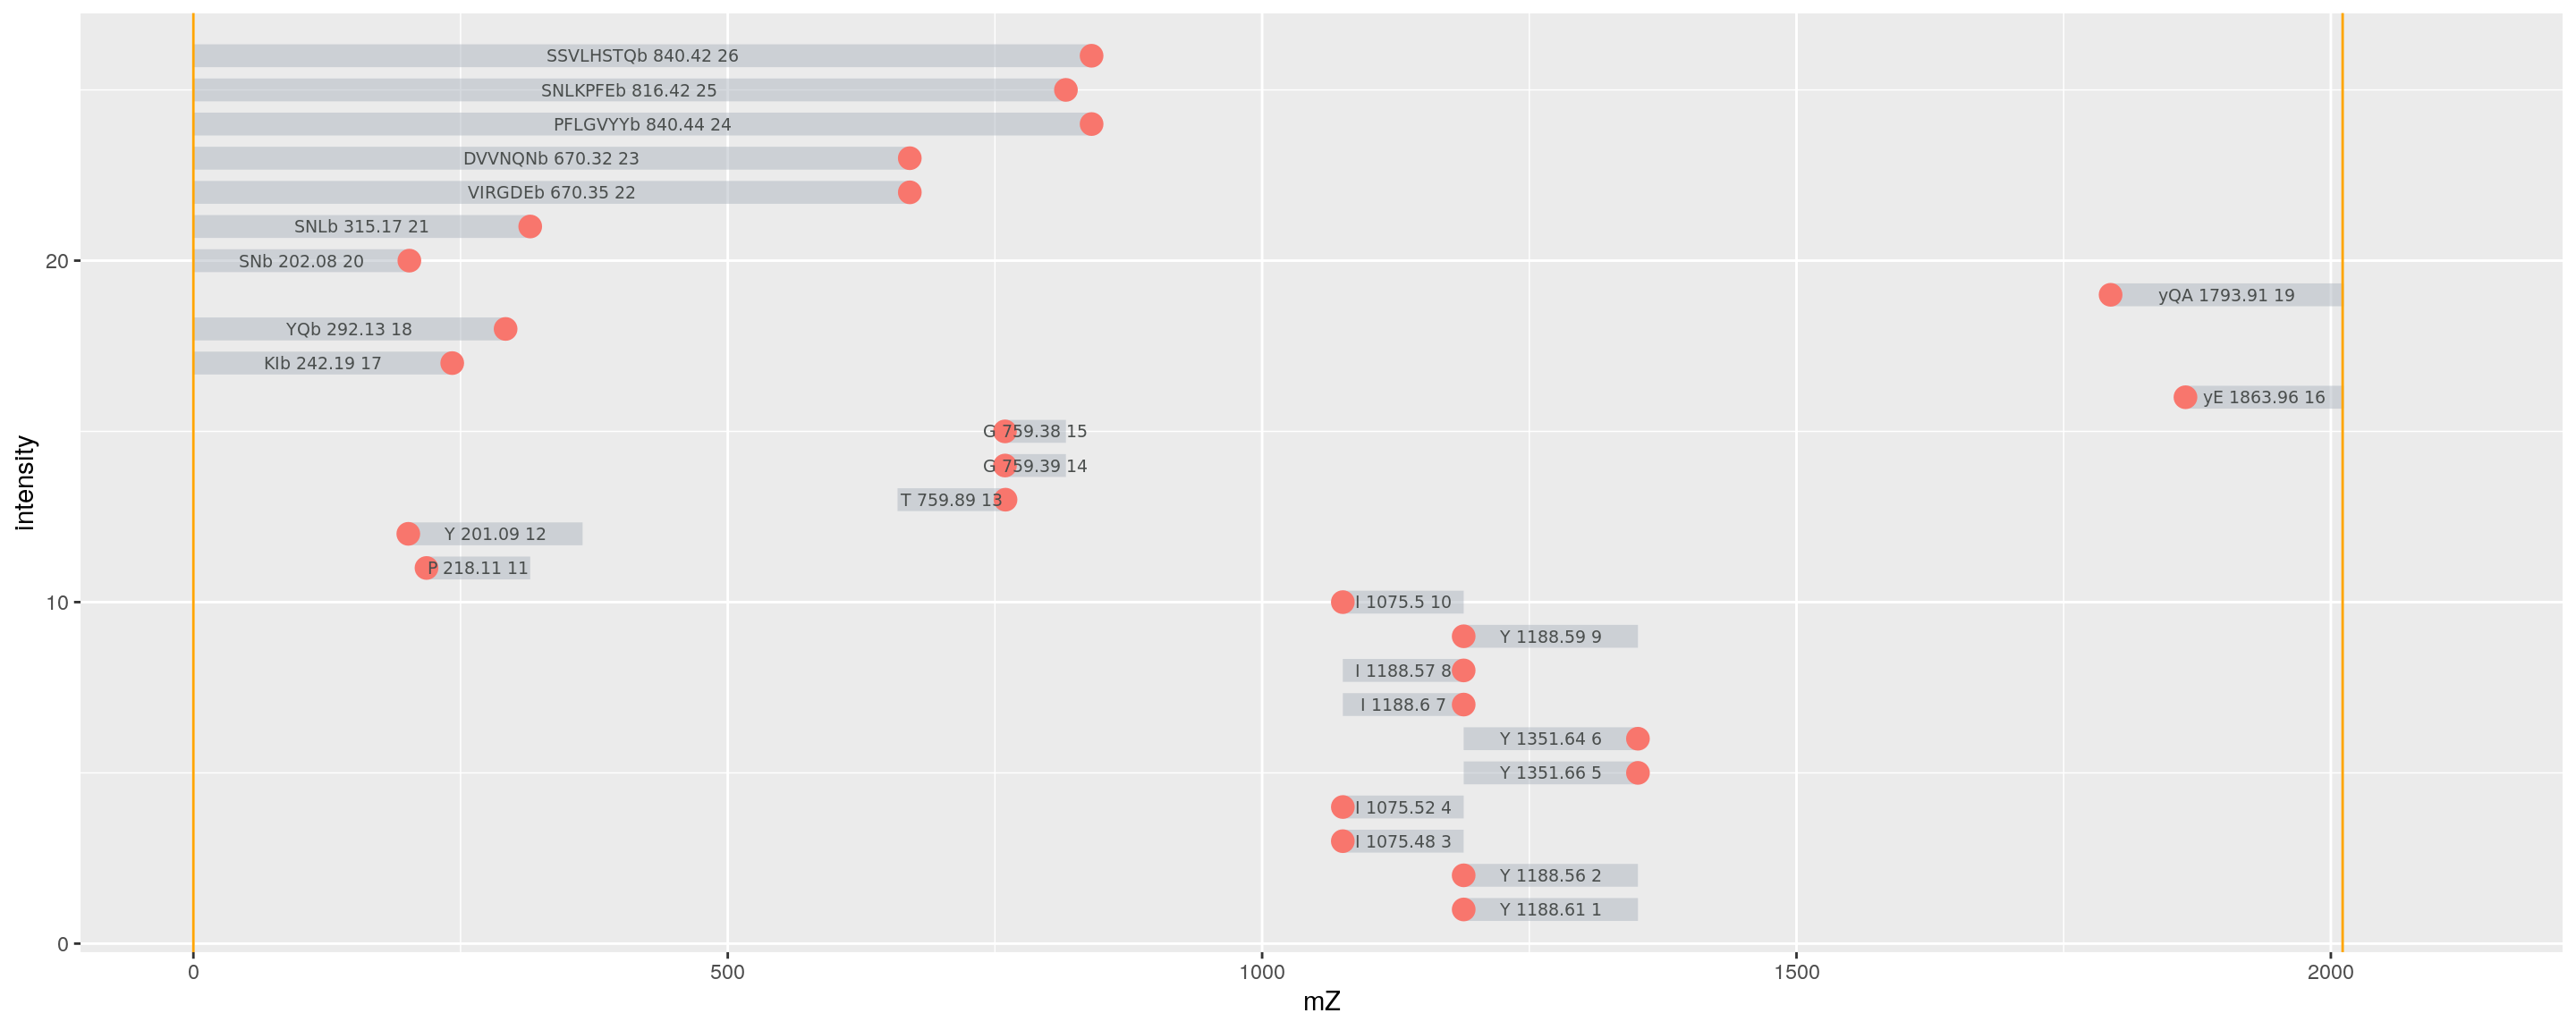 SSVLHSTQb 840.42 26
SNLKPFEb 816.42 25
PFLGVYYb 840.44 24
DVVNQNb 670.32 23
VIRGDEb 670.35 22
SNLb 315.17 21
20
SNb 202.08 20
yQA 1793.91 19
YQb 292.13 18
KIb 242.19 17
yE 1863.96 16
G 759.38 15
G 759.39 14
T 759.89 13
Y 201.09 12
P 218.11 11
10
I 1075.5 10
Y 1188.59 9
I 1188.57 8
I 1188.6 7
Y 1351.64 6
Y 1351.66 5
I 1075.52 4
I 1075.48 3
Y 1188.56 2
Y 1188.61 1
0
intensity
0 500 1000 1500 2000
mZ